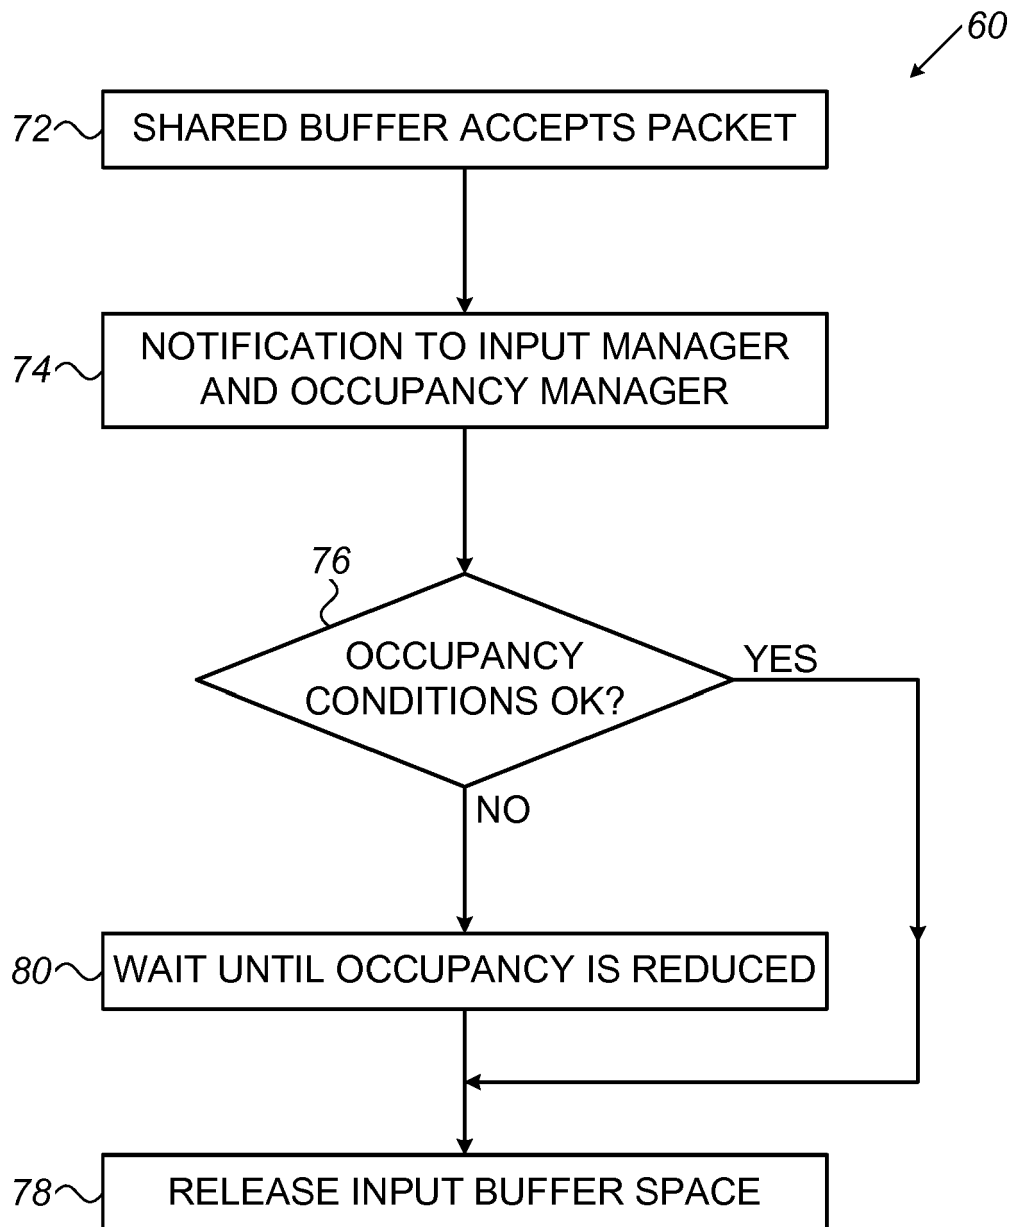 60
72
SHARED BUFFER ACCEPTS PACKET
74
NOTIFICATION TO INPUT MANAGER
AND OCCUPANCY MANAGER
76
OCCUPANCY
CONDITIONS OK?
YES
NO
80
WAIT UNTIL OCCUPANCY IS REDUCED
78
RELEASE INPUT BUFFER SPACE